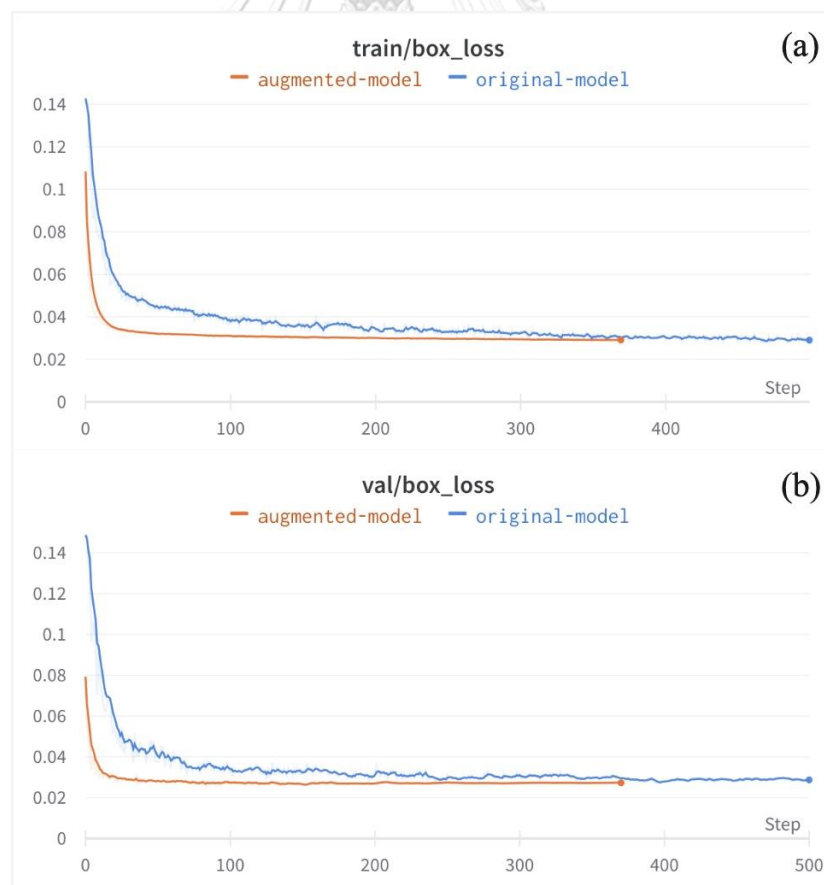 train/box_loss
(a)
augmented-model original-model
0.14
0.12
0.1
0.08
0.06
0.04
0.02
0
Step
0 100 200 300 400
val/box_loss
(b)
augmented-model original-model
0.14
0.12
0.1
0.08
0.06
0.04
0.02
0
Step
0 100 200 300 400 500